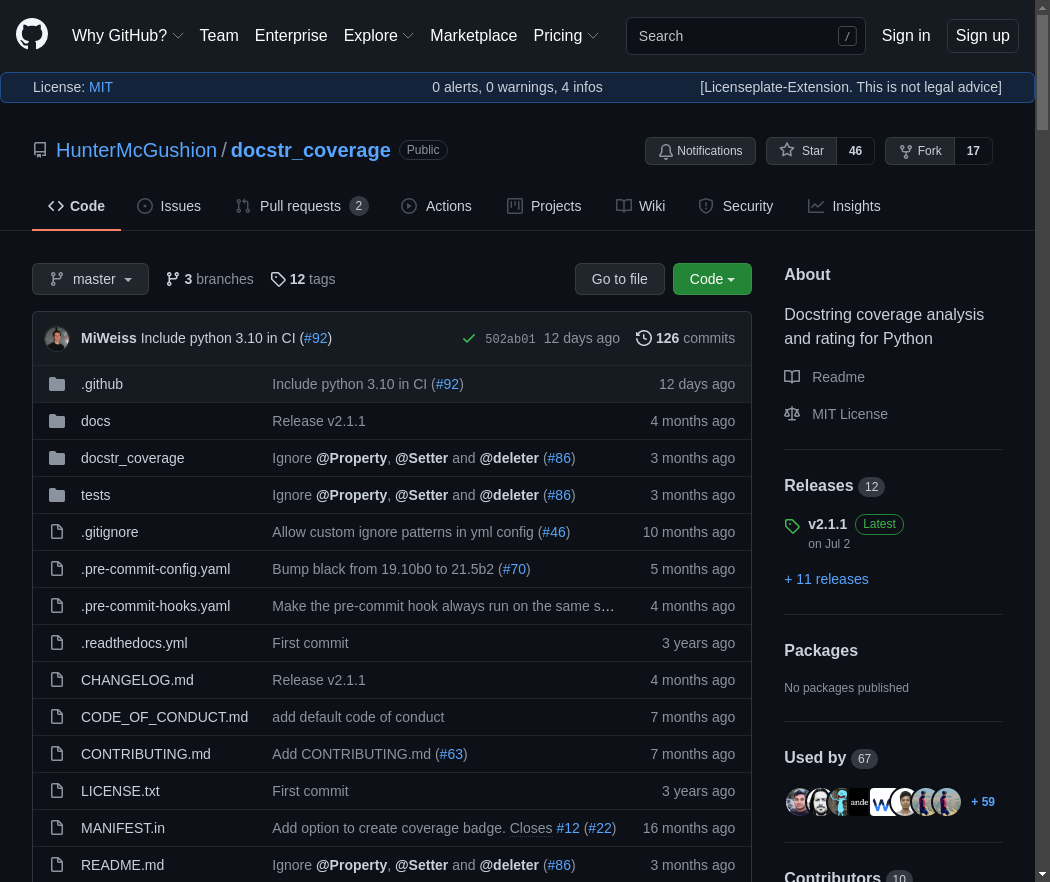 Why GitHub? Team Enterprise Explore Marketplace Pricing Search / Sign in Sign up
License: MIT 0 alerts, 0 warnings, 4 infos [Licenseplate-Extension. This is not legal advice]
HunterMcGushion / docstr_coverage Public Notifications Star 46 Fork 17
Code Issues Pull requests 2 Actions Projects Wiki Security Insights
master 3 branches 12 tags Go to file Code
MiWeiss Include python 3.10 in CI (#92) 502ab01 12 days ago 126 commits
.github Include python 3.10 in CI (#92) 12 days ago
docs Release v2.1.1 4 months ago
docstr_coverage Ignore @Property, @Setter and @deleter (#86) 3 months ago
tests Ignore @Property, @Setter and @deleter (#86) 3 months ago
.gitignore Allow custom ignore patterns in yml config (#46) 10 months ago
.pre-commit-config.yaml Bump black from 19.10b0 to 21.5b2 (#70) 5 months ago
.pre-commit-hooks.yaml Make the pre-commit hook always run on the same s… 4 months ago
.readthedocs.yml First commit 3 years ago
CHANGELOG.md Release v2.1.1 4 months ago
CODE_OF_CONDUCT.md add default code of conduct 7 months ago
CONTRIBUTING.md Add CONTRIBUTING.md (#63) 7 months ago
LICENSE.txt First commit 3 years ago
MANIFEST.in Add option to create coverage badge. Closes #12 (#22) 16 months ago
README.md Ignore @Property, @Setter and @deleter (#86) 3 months ago
About
Docstring coverage analysis
and rating for Python
Readme
MIT License
Releases 12
v2.1.1 Latest
on Jul 2
+ 11 releases
Packages
No packages published
Used by 67
ande W + 59
Contributors 10